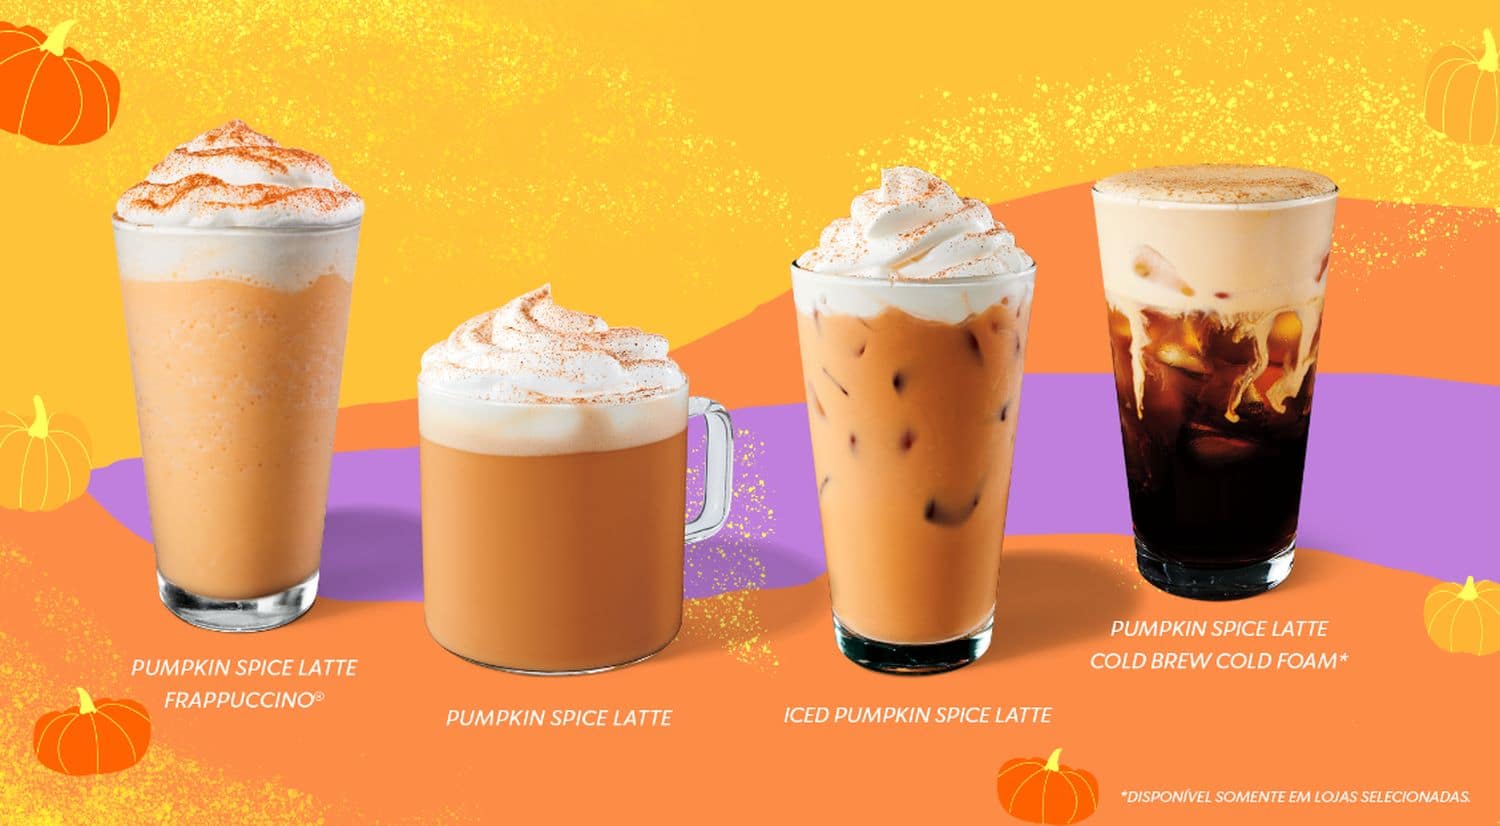 PUMPKIN SPICE LATTE
FRAPPUCCINO®
PUMPKIN SPICE LATTE
ICED PUMPKIN SPICE LATTE
PUMPKIN SPICE LATTE
COLD BREW COLD FOAM*
*DISPONÍVEL SOMENTE EM LOJAS SELECIONADAS.